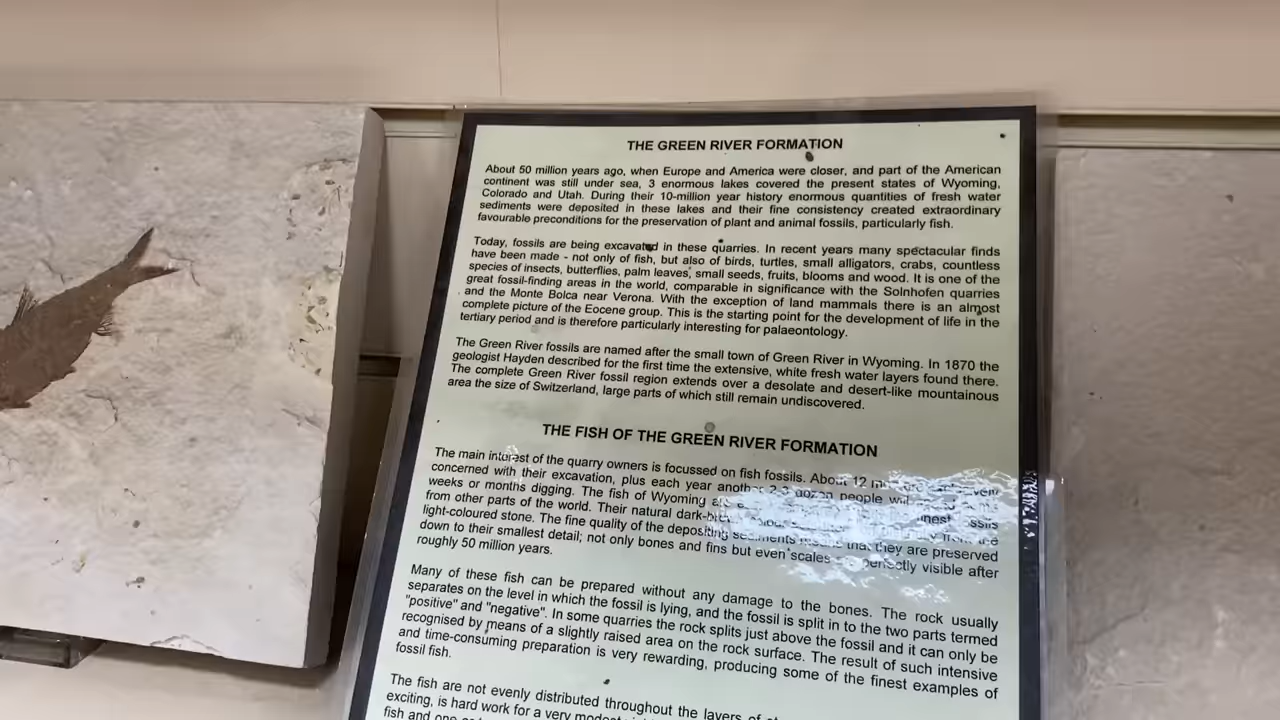 THE GREEN RIVER FORMATION
About 50 million years ago, when Europe and America were closer, and part of the American
continent was still under sea, 3 enormous lakes covered the present states of Wyoming,
Colorado and Utah. During their 10-million year history enormous quantities of fresh water
sediments were deposited in these lakes and their fine consistency created extraordinary
favourable preconditions for the preservation of plant and animal fossils, particularly fish.
Today, fossils are being excavated in these quarries. In recent years many spectacular finds
have been made - not only of fish, but also of birds, turtles, small alligators, crabs, countless
species of insects, butterflies, palm leaves, small seeds, fruits, blooms and wood. It is one of the
great fossil-finding areas in the world, comparable in significance with the Solnhofen quarries
and the Monte Bolca near Verona. With the exception of land mammals there is an almost
complete picture of the Eocene group. This is the starting point for the development of life in the
tertiary period and is therefore particularly interesting for palaeontology.
The Green River fossils are named after the small town of Green River in Wyoming. In 1870 the
geologist Hayden described for the first time the extensive, white fresh water layers found there.
The complete Green River fossil region extends over a desolate and desert-like mountainous
area the size of Switzerland, large parts of which still remain undiscovered.
THE FISH OF THE GREEN RIVER FORMATION
The main interest of the quarry owners is focussed on fish fossils. About 12
concerned with their excavation, plus each year another 2-3 dozen people
weeks or months digging. The fish of Wyoming are
from other parts of the world. Their natural
light-coloured stone. The fine quality of the depositing sediments means that they are preserved
down to their smallest detail; not only bones and fins but even scales perfectly visible after
roughly 50 million years.
Many of these fish can be prepared without any damage to the bones. The rock usually
separates on the level in which the fossil is lying, and the fossil is split in to the two parts termed
"positive" and "negative". In some quarries the rock splits just above the fossil and it can only be
recognised by means of a slightly raised area on the rock surface. The result of such intensive
and time-consuming preparation is very rewarding, producing some of the finest examples of
fossil fish.
The fish are not evenly distributed throughout the layers of
exciting, is hard work for a very modest
fish and one